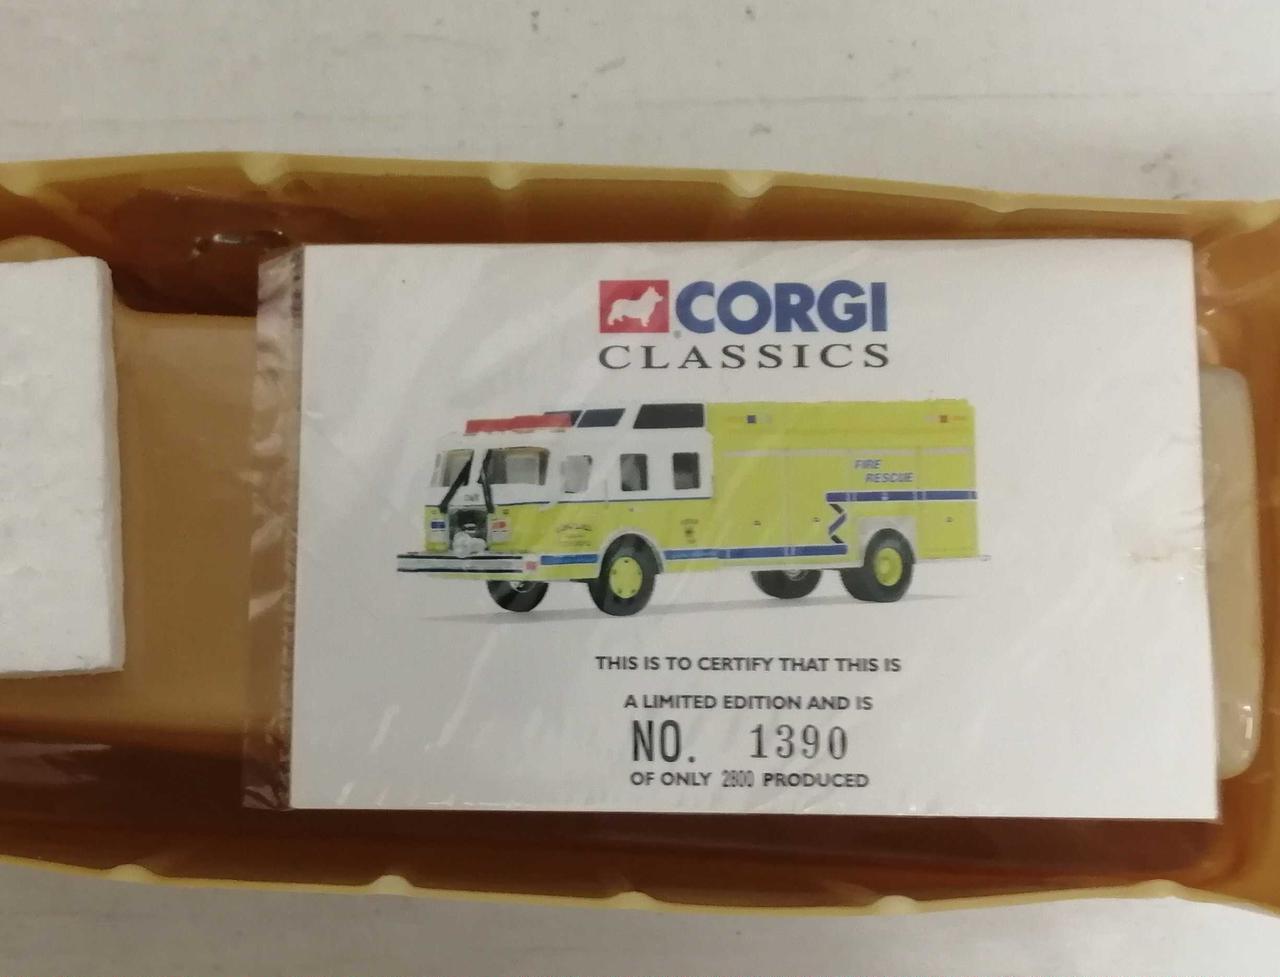 CORGI
CLASSICS
FIRE
RESCUE
THIS IS TO CERTIFY THAT THIS IS
A LIMITED EDITION AND IS
NO. 1390
OF ONLY 2800 PRODUCED